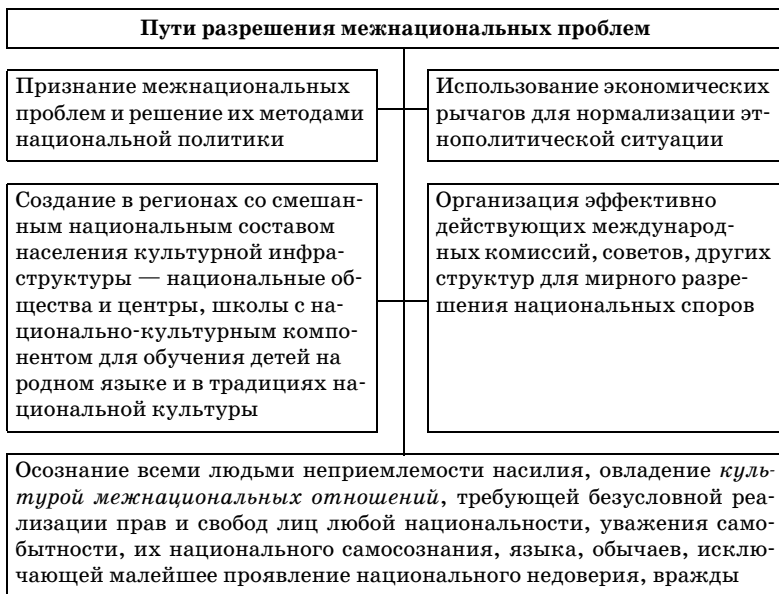 Пути разрешения межнациональных проблем
Признание межнациональных
проблем и решение их методами
национальной политики
Использование экономических
рычагов для нормализации эт-
нополитической ситуации
Создание в регионах со смешан-
ным национальным составом
населения культурной инфра-
структуры — национальные об-
щества и центры, школы с на-
ционально-культурным компо-
нентом для обучения детей на
родном языке и в традициях на-
циональной культуры
Организация эффективно
действующих международ-
ных комиссий, советов, других
структур для мирного разре-
шения национальных споров
Осознание всеми людьми неприемлемости насилия, овладение куль-
турой межнациональных отношений, требующей безусловной реа-
лизации прав и свобод лиц любой национальности, уважения само-
бытности, их национального самосознания, языка, обычаев, исклю-
чающей малейшее проявление национального недоверия, вражды